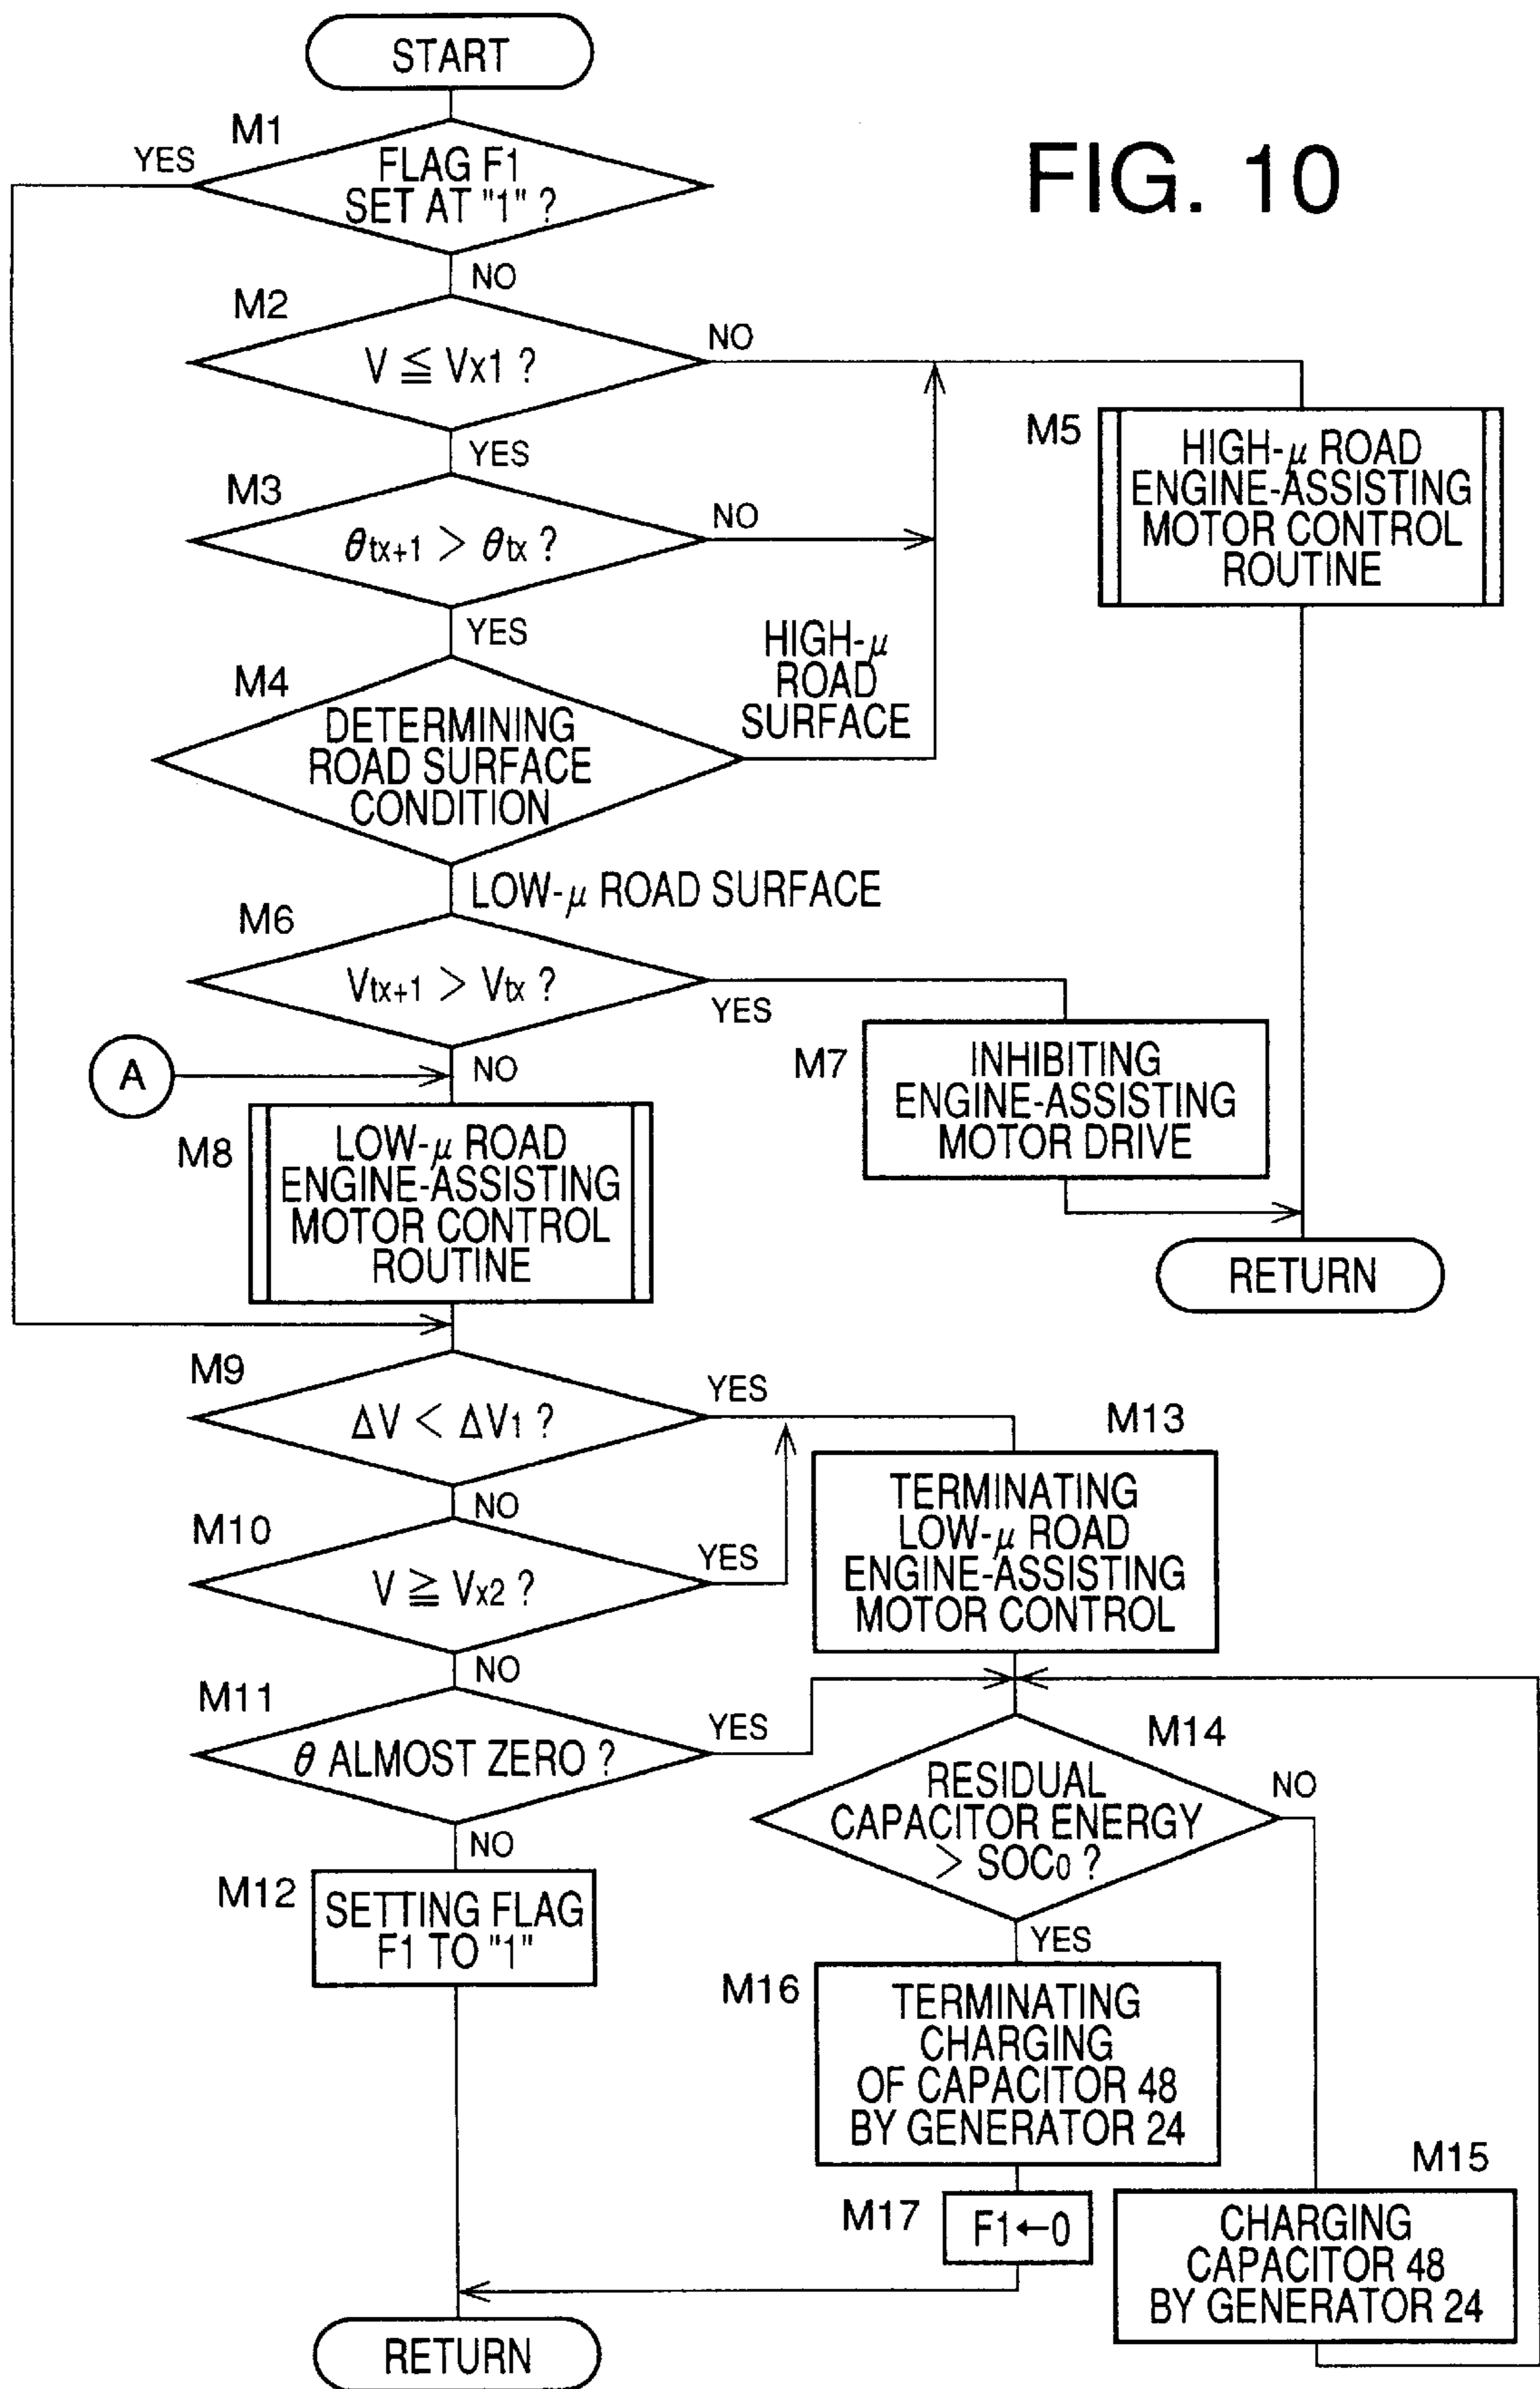 START
FIG. 10
M1
YES
FLAG F1
SET AT "1" ?
NO
M2
V ≦ Vx1 ?
NO
YES
M5
HIGH-μ ROAD
ENGINE-ASSISTING
MOTOR CONTROL
ROUTINE
M3
θtx+1 > θtx ?
NO
YES
HIGH-μ
ROAD
SURFACE
M4
DETERMINING
ROAD SURFACE
CONDITION
LOW-μ ROAD SURFACE
M6
Vtx+1 > Vtx ?
YES
NO
A
M7
INHIBITING
ENGINE-ASSISTING
MOTOR DRIVE
M8
LOW-μ ROAD
ENGINE-ASSISTING
MOTOR CONTROL
ROUTINE
RETURN
M9
ΔV < ΔV1 ?
YES
NO
M13
TERMINATING
LOW-μ ROAD
ENGINE-ASSISTING
MOTOR CONTROL
M10
V ≧ Vx2 ?
YES
NO
M11
θ ALMOST ZERO ?
YES
NO
M14
RESIDUAL
CAPACITOR ENERGY
> SOC0 ?
NO
YES
M12
SETTING FLAG
F1 TO "1"
M16
TERMINATING
CHARGING
OF CAPACITOR 48
BY GENERATOR 24
M15
CHARGING
CAPACITOR 48
BY GENERATOR 24
M17
F1←0
RETURN